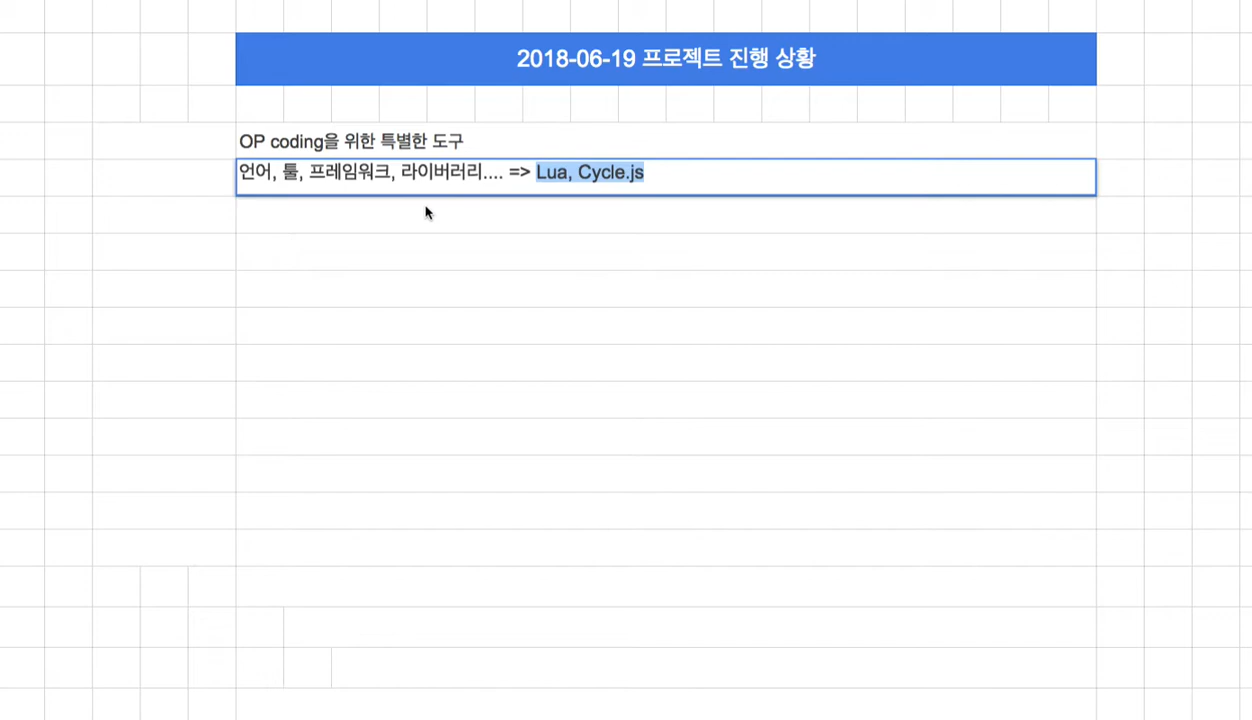 2018-06-19 프로젝트 진행 상황
OP coding을 위한 특별한 도구
언어, 툴, 프레임워크, 라이버러리.... => Lua, Cycle.js